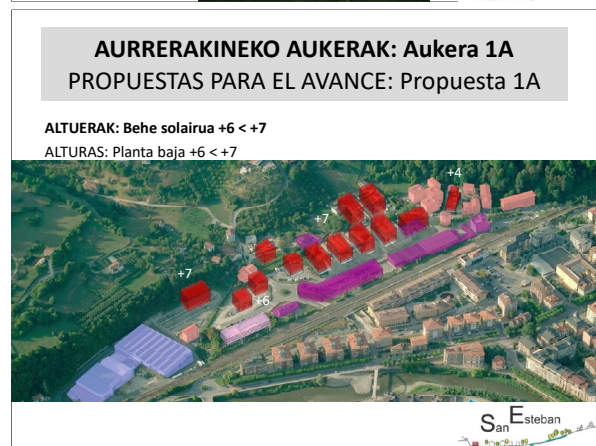 AURRERAKINEKO AUKERAK: Aukera 1A
PROPUESTAS PARA EL AVANCE: Propuesta 1A
ALTUERAK: Behe solairua +6 < +7
ALTURAS: Planta baja +6 < +7
+4
+7
+7
+6
San Esteban